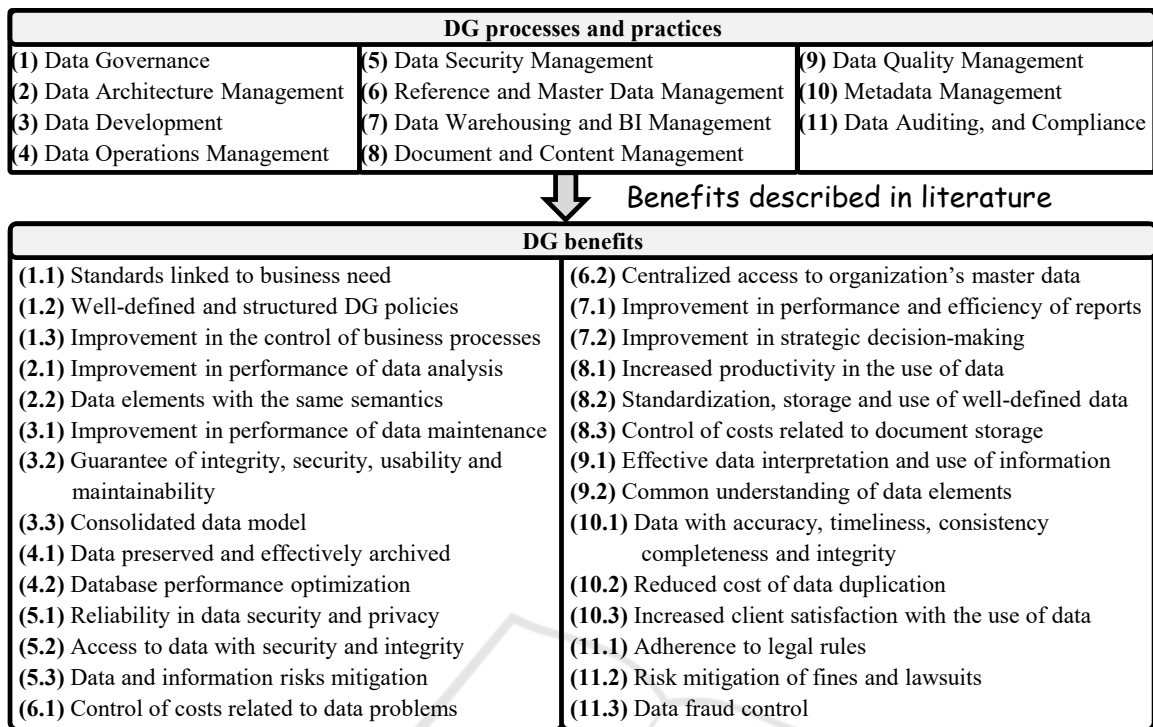 DG processes and practices
(1) Data Governance
(2) Data Architecture Management
(3) Data Development
(4) Data Operations Management
(5) Data Security Management
(6) Reference and Master Data Management
(7) Data Warehousing and BI Management
(8) Document and Content Management
(9) Data Quality Management
(10) Metadata Management
(11) Data Auditing, and Compliance
Benefits described in literature
DG benefits
(1.1) Standards linked to business need
(1.2) Well-defined and structured DG policies
(1.3) Improvement in the control of business processes
(2.1) Improvement in performance of data analysis
(2.2) Data elements with the same semantics
(3.1) Improvement in performance of data maintenance
(3.2) Guarantee of integrity, security, usability and
maintainability
(3.3) Consolidated data model
(4.1) Data preserved and effectively archived
(4.2) Database performance optimization
(5.1) Reliability in data security and privacy
(5.2) Access to data with security and integrity
(5.3) Data and information risks mitigation
(6.1) Control of costs related to data problems
(6.2) Centralized access to organization's master data
(7.1) Improvement in performance and efficiency of reports
(7.2) Improvement in strategic decision-making
(8.1) Increased productivity in the use of data
(8.2) Standardization, storage and use of well-defined data
(8.3) Control of costs related to document storage
(9.1) Effective data interpretation and use of information
(9.2) Common understanding of data elements
(10.1) Data with accuracy, timeliness, consistency
completeness and integrity
(10.2) Reduced cost of data duplication
(10.3) Increased client satisfaction with the use of data
(11.1) Adherence to legal rules
(11.2) Risk mitigation of fines and lawsuits
(11.3) Data fraud control